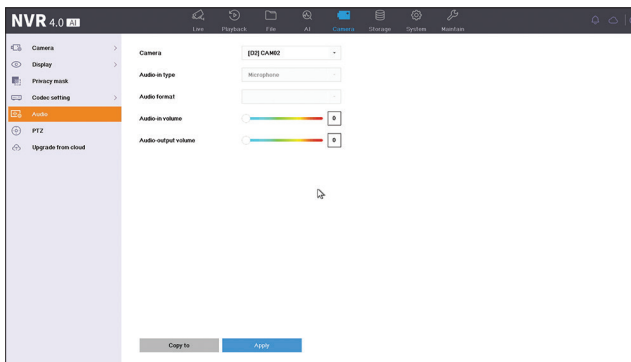 NVR 4.0 AI
Live Playback File AI Camera Storage System Maintain
Camera
Display
Privacy mask
Codec setting
Audio
PTZ
Upgrade from cloud
Camera [D2] CAM02
Audio-in type Microphone
Audio format
Audio-in volume 0
Audio-output volume 0
Copy to Apply